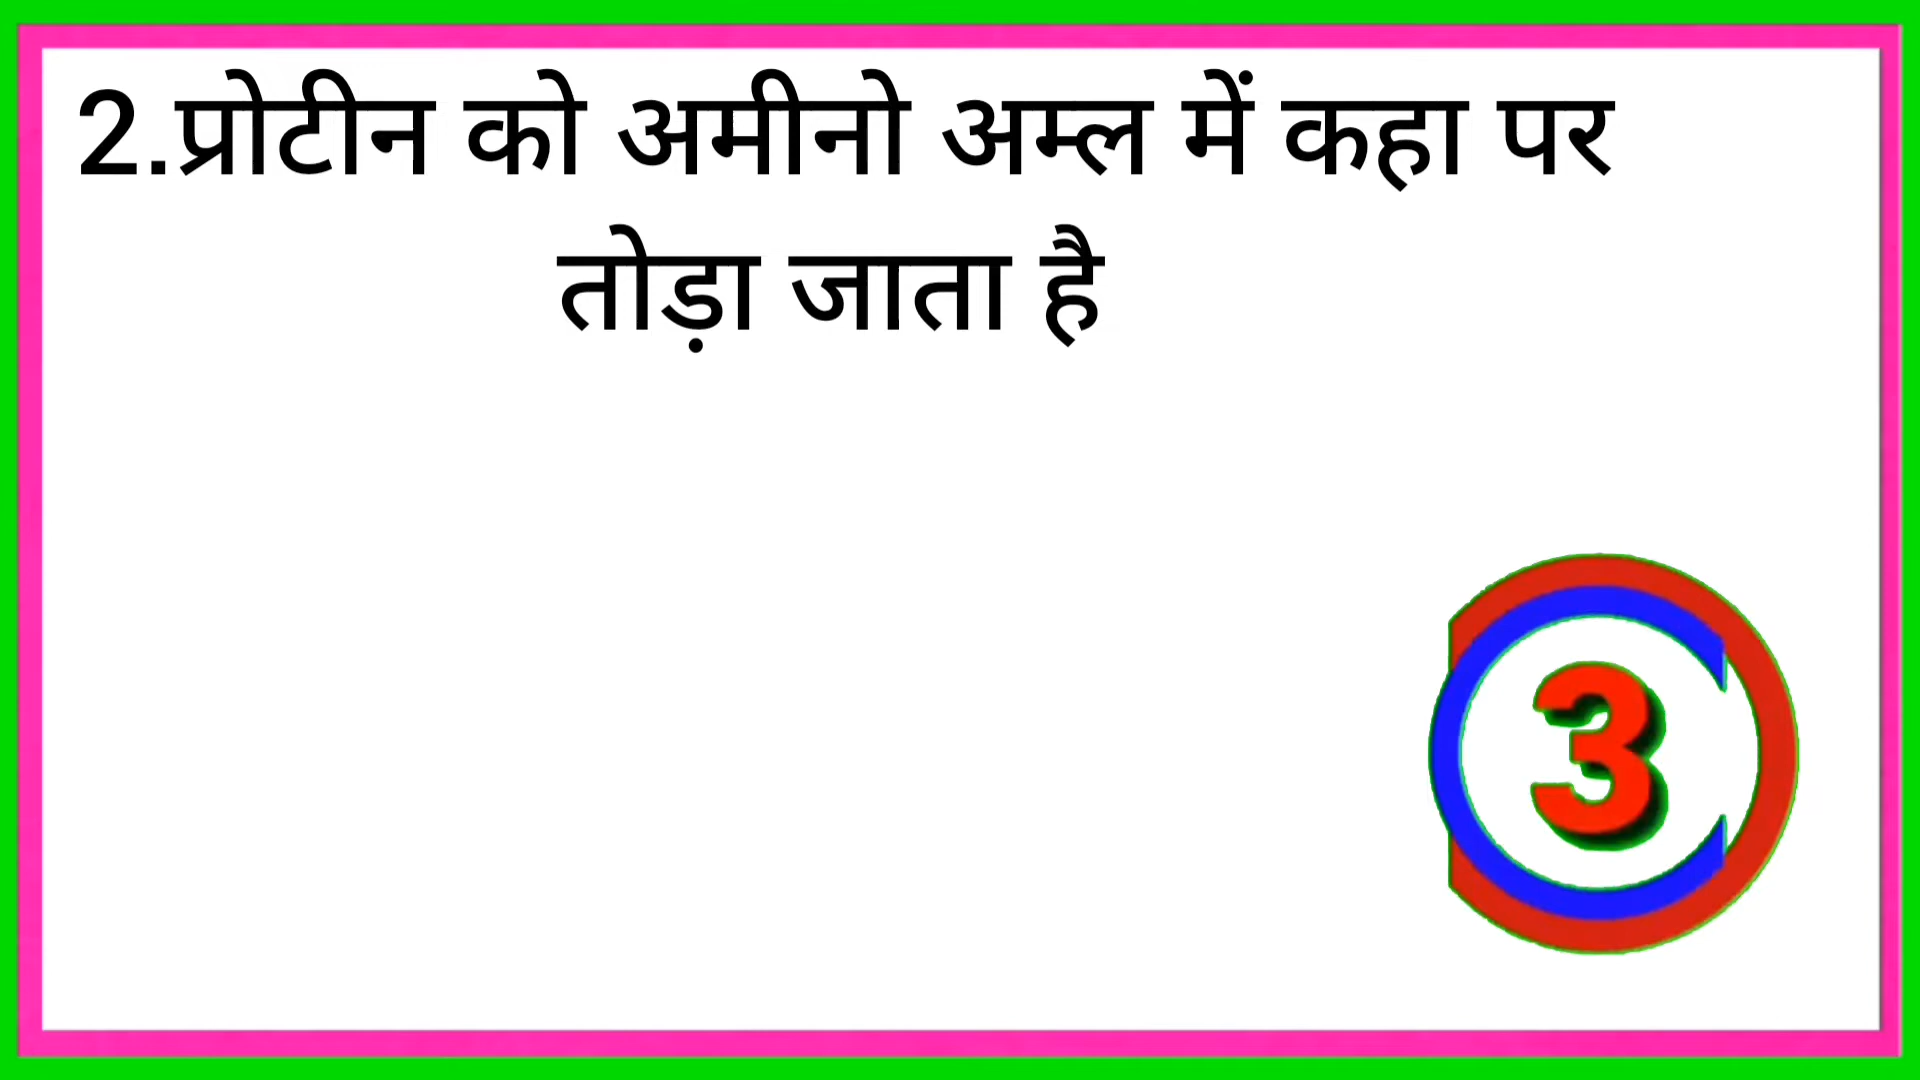 2.प्रोटीन को अमीनो अम्ल में कहा पर
तोड़ा जाता है
3